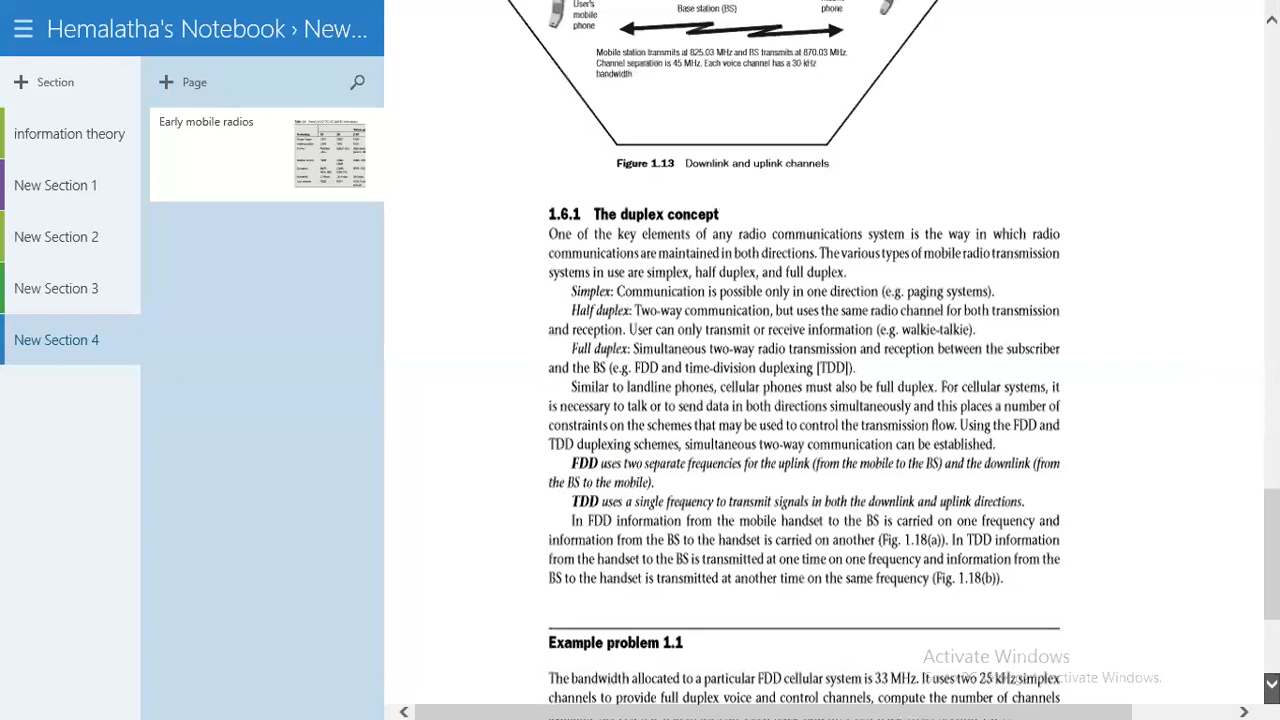 Hemalatha's Notebook › New...
Section
Page
information theory
New Section 1
New Section 2
New Section 3
New Section 4
Early mobile radios
User's
mobile
phone
Base station (BS)
phone
Mobile station transmits at 825.03 MHz and BS transmits at 870.03 MHz.
Channel separation is 45 MHz. Each voice channel has a 30 kHz
bandwidth
Figure 1.13 Downlink and uplink channels
1.6.1 The duplex concept
One of the key elements of any radio communications system is the way in which radio
communications are maintained in both directions. The various types of mobile radio transmission
systems in use are simplex, half duplex, and full duplex.
Simplex: Communication is possible only in one direction (e.g. paging systems).
Half duplex: Two-way communication, but uses the same radio channel for both transmission
and reception. User can only transmit or receive information (e.g. walkie-talkie).
Full duplex: Simultaneous two-way radio transmission and reception between the subscriber
and the BS (e.g. FDD and time-division duplexing [TDD]).
Similar to landline phones, cellular phones must also be full duplex. For cellular systems, it
is necessary to talk or to send data in both directions simultaneously and this places a number of
constraints on the schemes that may be used to control the transmission flow. Using the FDD and
TDD duplexing schemes, simultaneous two-way communication can be established.
FDD uses two separate frequencies for the uplink (from the mobile to the BS) and the downlink (from
the BS to the mobile).
TDD uses a single frequency to transmit signals in both the downlink and uplink directions.
In FDD information from the mobile handset to the BS is carried on one frequency and
information from the BS to the handset is carried on another (Fig. 1.18(a)). In TDD information
from the handset to the BS is transmitted at one time on one frequency and information from the
BS to the handset is transmitted at another time on the same frequency (Fig. 1.18(b)).
Example problem 1.1
Activate Windows
The bandwidth allocated to a particular FDD cellular system is 33 MHz. It uses two 25 kHz simplex
activate Windows.
channels to provide full duplex voice and control channels, compute the number of channels